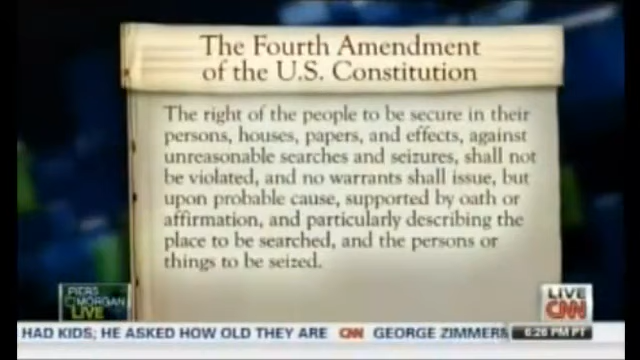 The Fourth Amendment
of the U.S. Constitution
The right of the people to be secure in their
persons, houses, papers, and effects, against
unreasonable searches and seizures, shall not
be violated, and no warrants shall issue, but
upon probable cause, supported by oath or
affirmation, and particularly describing the
place to be searched, and the persons or
things to be seized.
PIERS
MORGAN
LIVE
LIVE
CNN
HAD KIDS; HE ASKED HOW OLD THEY ARE CNN GEORGE ZIMMERM
6:26 PM PT